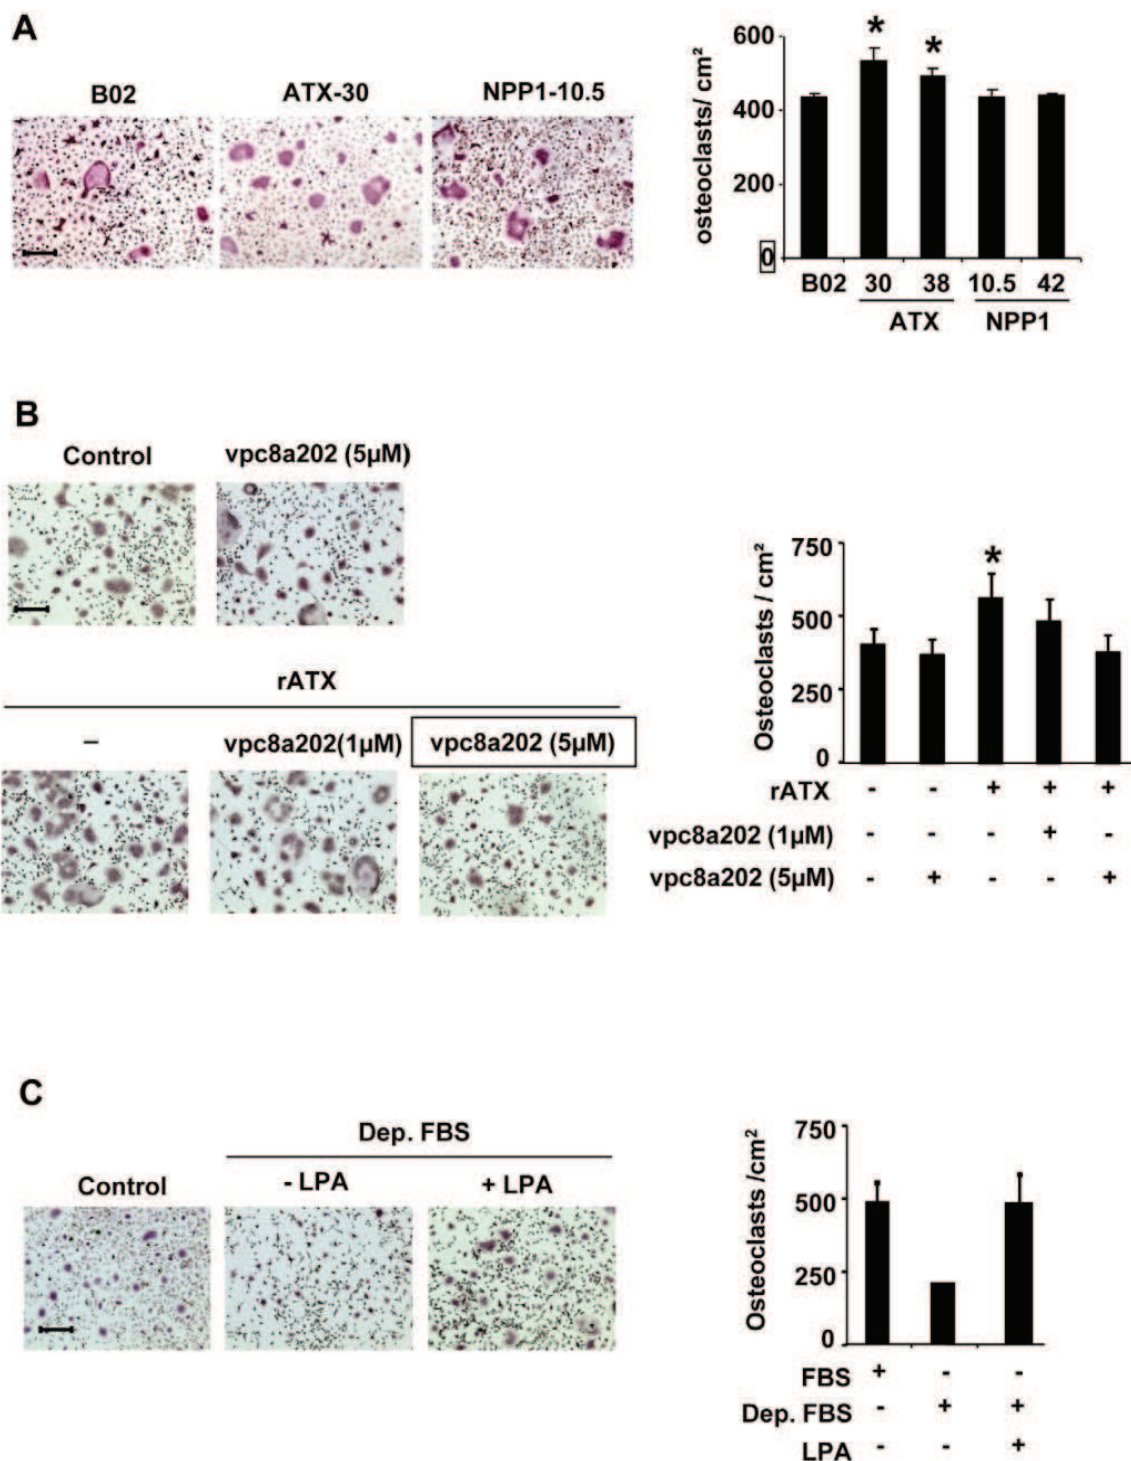 A
B02
ATX-30
NPP1-10.5
osteoclasts/ cm²
600
400
200
0
* *
B02 30 38 10.5 42
ATX NPP1
B
Control
vpc8a202 (5µM)
rATX
–
vpc8a202(1µM)
vpc8a202 (5µM)
Osteoclasts / cm²
750
500
250
0
*
rATX - - + + +
vpc8a202 (1µM) - - - + -
vpc8a202 (5µM) - + - - +
C
Dep. FBS
Control
- LPA
+ LPA
Osteoclasts /cm²
750
500
250
0
FBS + - -
Dep. FBS - + +
LPA - - +